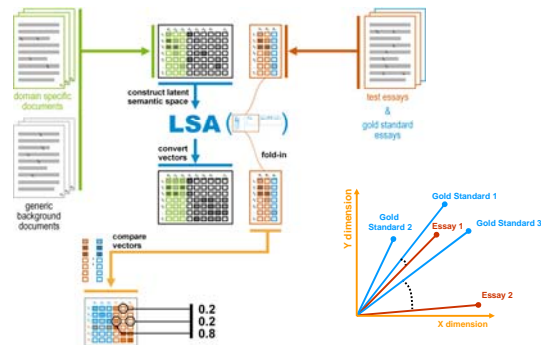 domain specific
documents
generic
background
documents
construct latent
semantic space
LSA
convert
vectors
fold-in
test essays
&
gold standard
essays
compare
vectors
0.2
0.2
0.8
Y dimension
X dimension
Gold Standard 1
Gold
Standard 2
Essay 1
Gold Standard 3
Essay 2